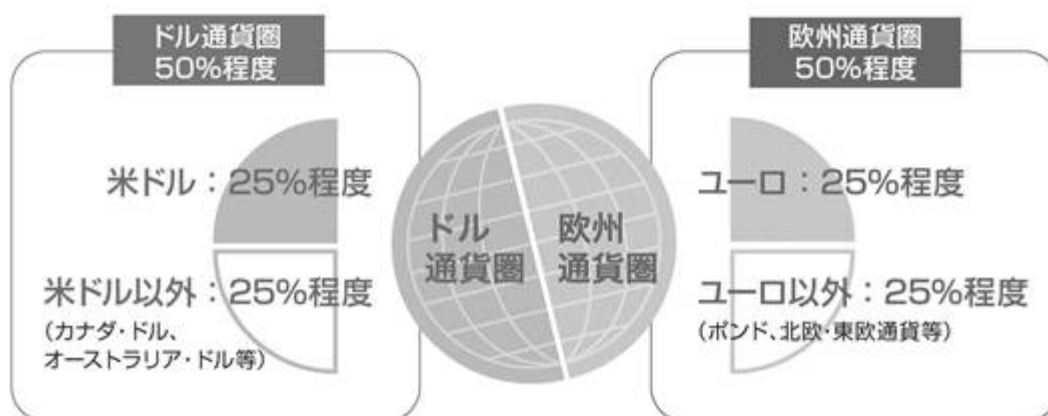 ドル通貨圏
50%程度
米ドル：25%程度
米ドル以外：25%程度
(カナダ・ドル、
オーストラリア・ドル等)
ドル
通貨圏
欧州
通貨圏
欧州通貨圏
50%程度
ユーロ：25%程度
ユーロ以外：25%程度
(ポンド、北欧・東欧通貨等)